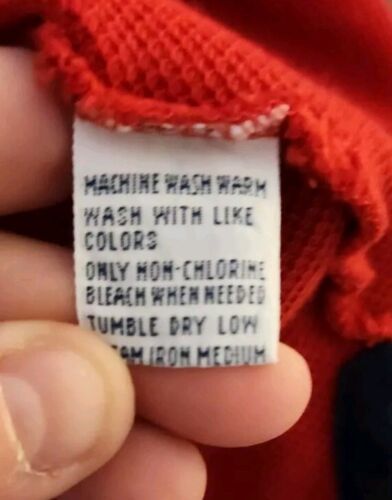 MACHINE WASH WARM
WASH WITH LIKE
COLORS
ONLY NON-CHLORINE
BLEACH WHEN NEEDED
TUMBLE DRY LOW
IRON MEDIUM